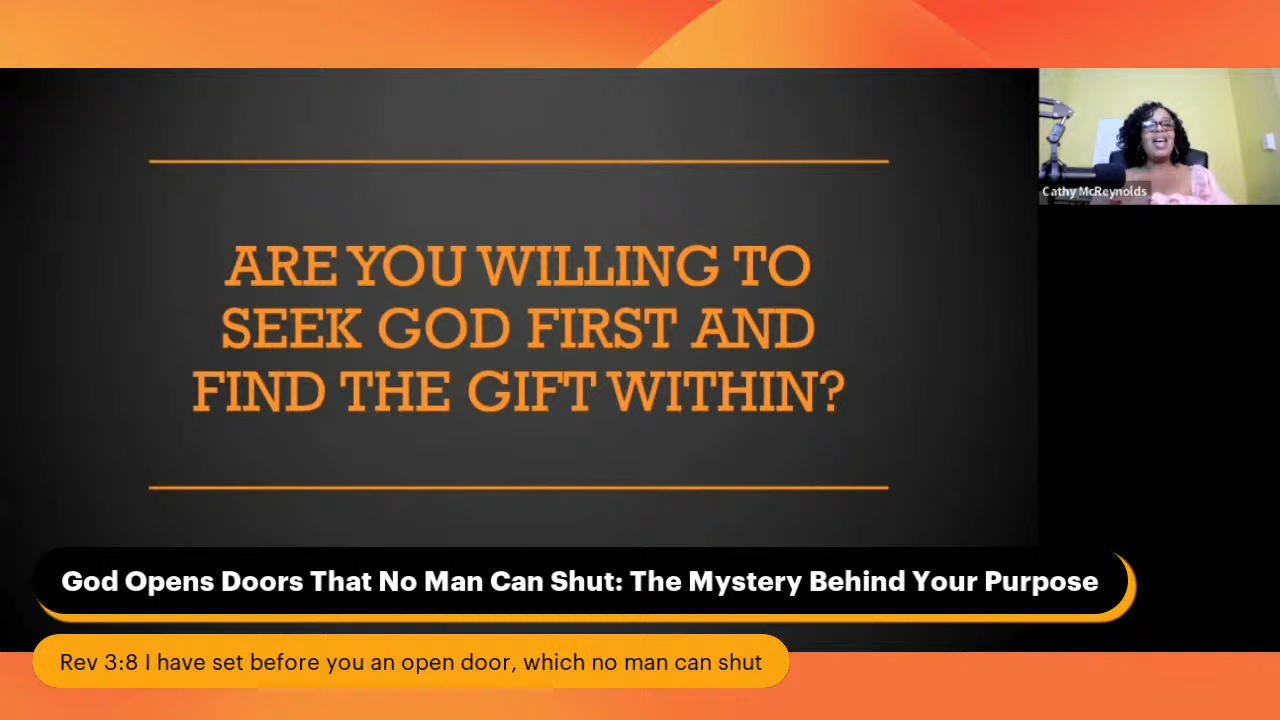 ARE YOU WILLING TO
SEEK GOD FIRST AND
FIND THE GIFT WITHIN?
Cathy McReynolds
God Opens Doors That No Man Can Shut: The Mystery Behind Your Purpose
Rev 3:8 I have set before you an open door, which no man can shut